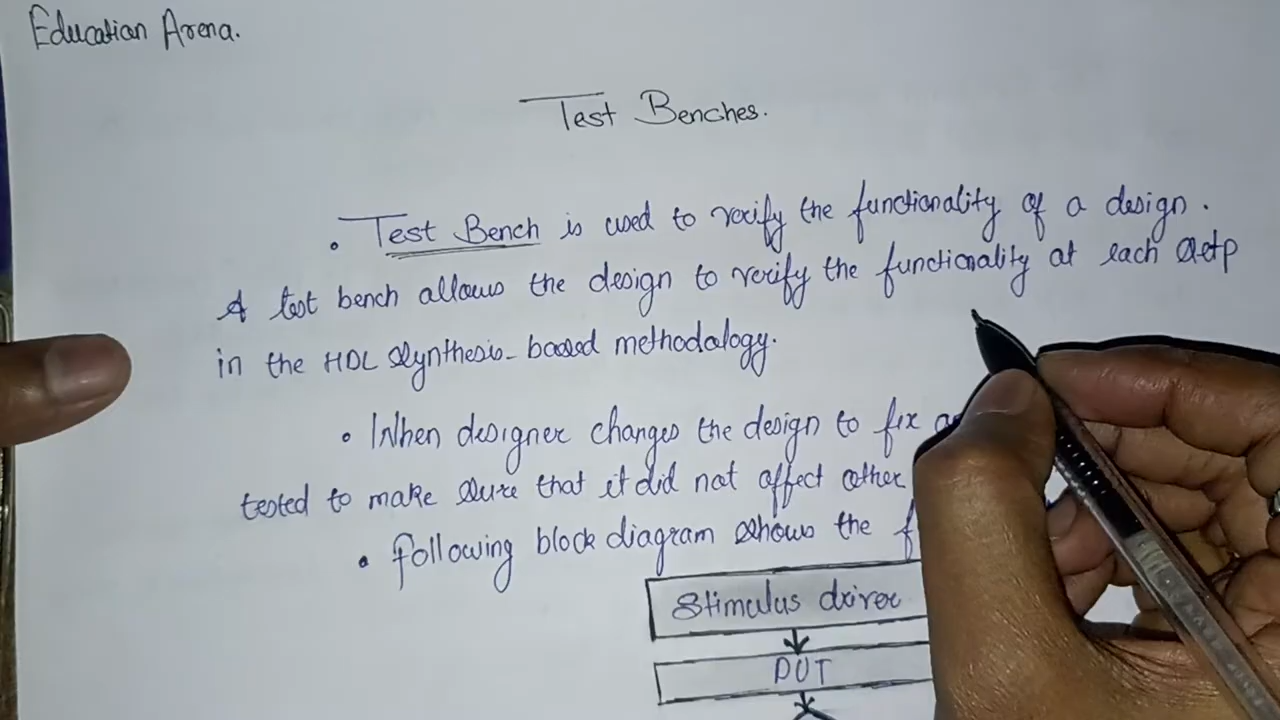 Education Arena.
Test Benches.
• Test Bench is used to verify the functionality of a design.
A test bench allows the design to verify the functionality at each step
in the HDL synthesis-based methodology.
• When designer changes the design to fix
tested to make sure that it did not affect other
• following block diagram shows the
Stimulus driver
DUT